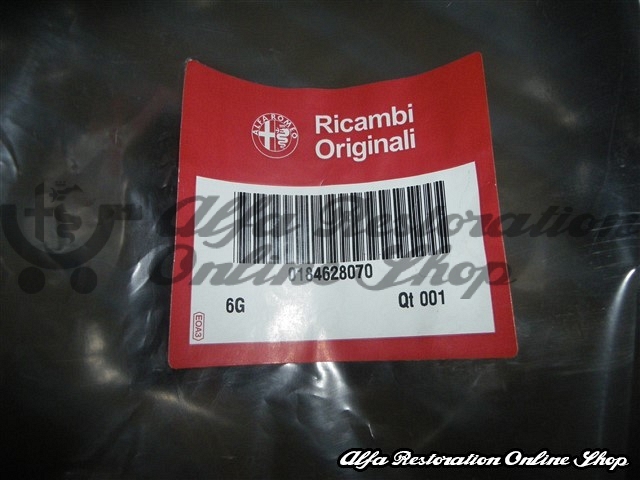 ALFA ROMEO
Ricambi
Originali
Alfa Restoration
Online Shop
0184628070
6G
Qt 001
EOA3
Alfa Restoration Online Shop